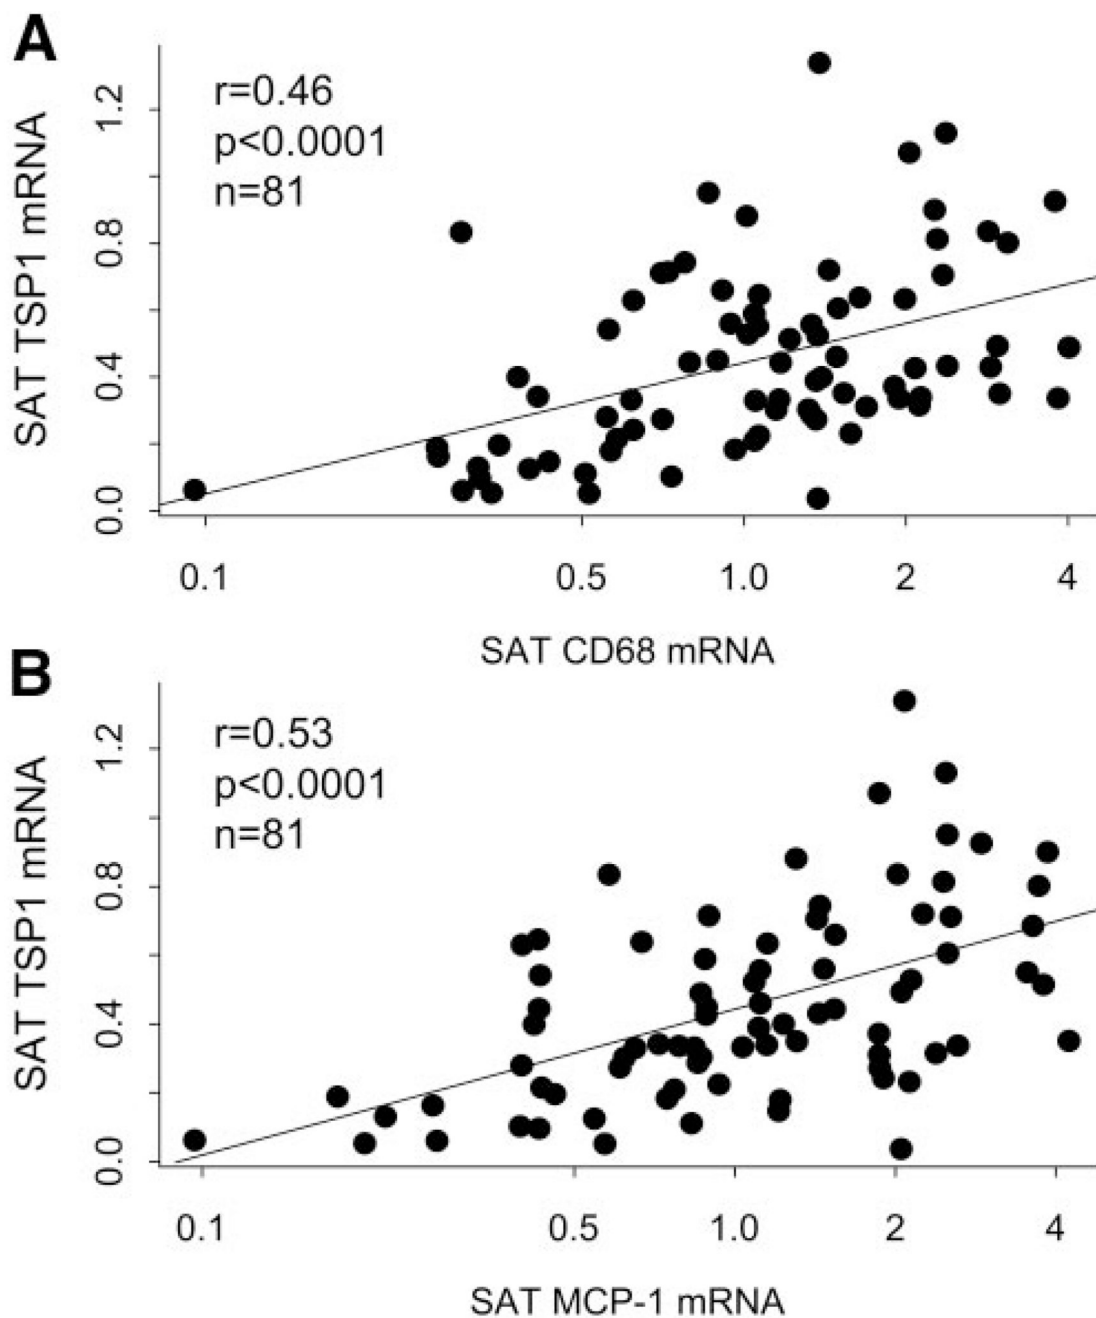 A
r=0.46
p<0.0001
n=81
SAT TSP1 mRNA
1.2
0.8
0.4
0.0
0.1 0.5 1.0 2 4
SAT CD68 mRNA
B
r=0.53
p<0.0001
n=81
SAT TSP1 mRNA
1.2
0.8
0.4
0.0
0.1 0.5 1.0 2 4
SAT MCP-1 mRNA